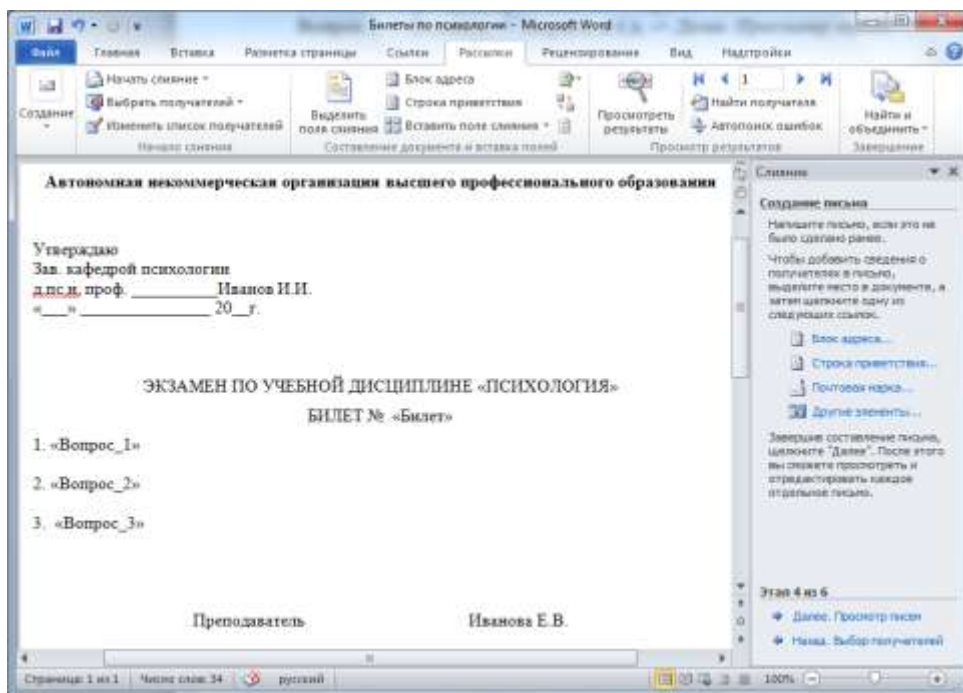 Билеты по психологии - Microsoft Word
Файл Главная Вставка Разметка страницы Ссылки Рассылки Рецензирование Вид Надстройки
Создание
Начать слияние
Выбрать получателей
Изменить список получателей
Начало слияния
Выделить поля слияния
Блок адреса
Строка приветствия
Вставить поле слияния
Составление документа и вставка полей
Просмотреть результаты
1
Найти получателя
Автопоиск ошибок
Просмотр результатов
Найти и объединить
Завершение
Автономная некоммерческая организация высшего профессионального образования
Утверждаю
Зав. кафедрой психологии
д.пс.н, проф. ___________Иванов И.И.
«___» _________________ 20__г.
ЭКЗАМЕН ПО УЧЕБНОЙ ДИСЦИПЛИНЕ «ПСИХОЛОГИЯ»
БИЛЕТ № «Билет»
1. «Вопрос_1»
2. «Вопрос_2»
3. «Вопрос_3»
Преподаватель Иванова Е.В.
Слияние
Создание письма
Напишите письмо, если это не
было сделано ранее.
Чтобы добавить сведения о
получателях в письмо,
выделите место в документе, а
затем щелкните одну из
следующих ссылок.
Блок адреса...
Строка приветствия...
Почтовая марка...
Другие элементы...
Завершив составление письма,
щелкните "Далее". После этого
вы сможете просмотреть и
отредактировать каждое
отдельное письмо.
Этап 4 из 6
Далее. Просмотр писем
Назад. Выбор получателей
Страница: 1 из 1 Число слов: 34 русский 100%